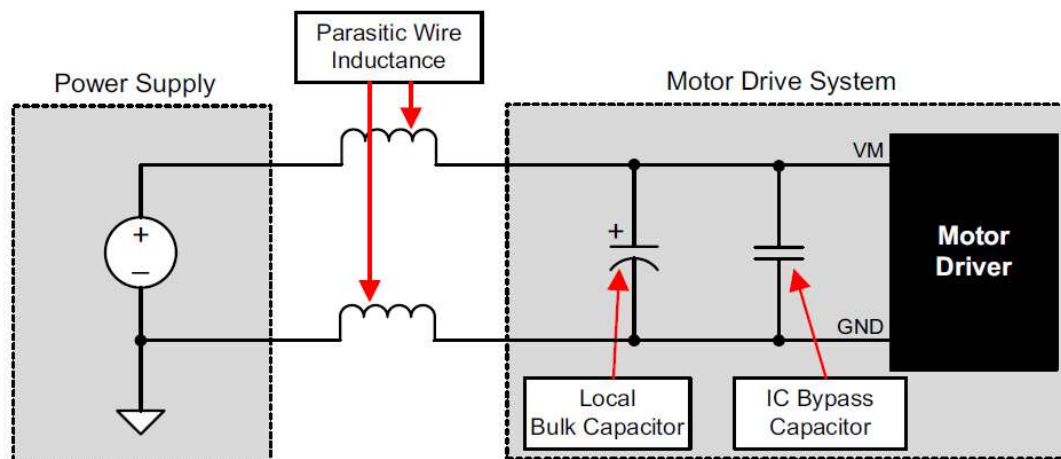 Parasitic Wire
Inductance
Power Supply
Motor Drive System
VM
+
–
+
Motor
Driver
GND
Local
Bulk Capacitor
IC Bypass
Capacitor